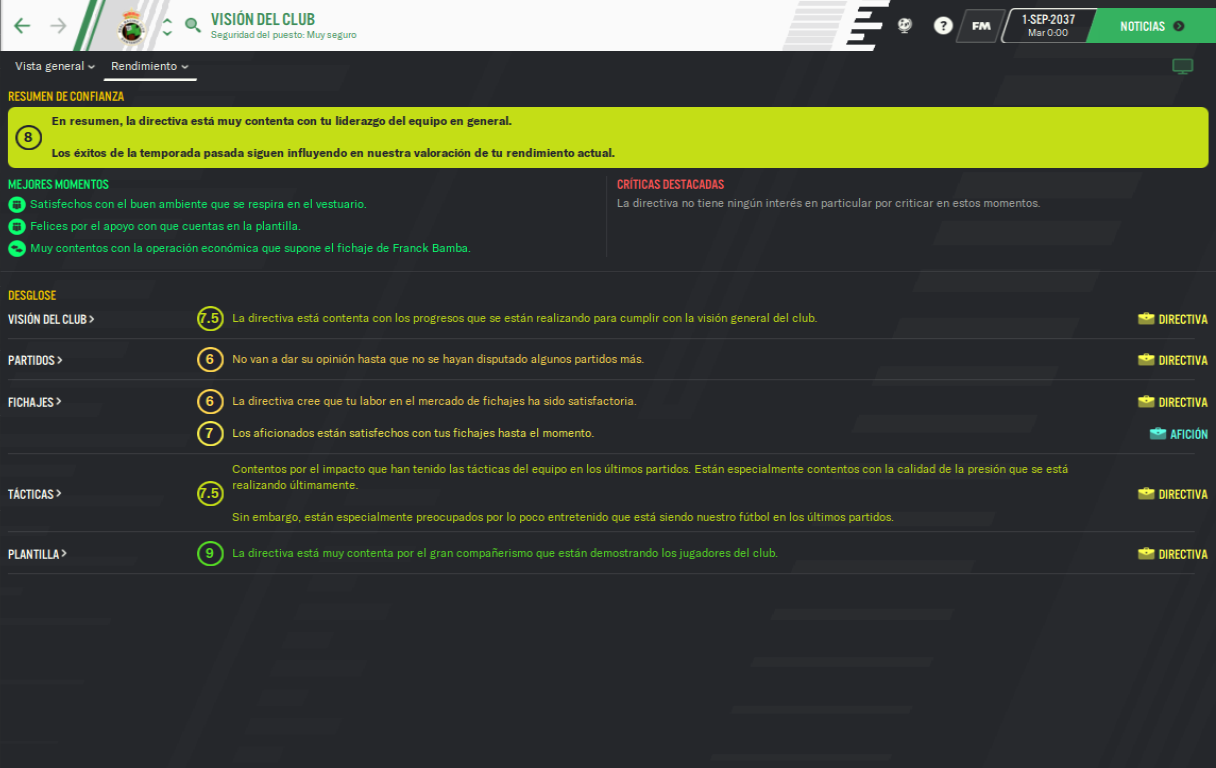 VISIÓN DEL CLUB
Seguridad del puesto: Muy seguro
?
FM
1-SEP-2037
Mar 0:00
NOTICIAS
Vista general
Rendimiento
RESUMEN DE CONFIANZA
8
En resumen, la directiva está muy contenta con tu liderazgo del equipo en general.
Los éxitos de la temporada pasada siguen influyendo en nuestra valoración de tu rendimiento actual.
MEJORES MOMENTOS
Satisfechos con el buen ambiente que se respira en el vestuario.
Felices por el apoyo con que cuentas en la plantilla.
Muy contentos con la operación económica que supone el fichaje de Franck Bamba.
CRÍTICAS DESTACADAS
La directiva no tiene ningún interés en particular por criticar en estos momentos.
DESGLOSE
VISIÓN DEL CLUB
7.5
La directiva está contenta con los progresos que se están realizando para cumplir con la visión general del club.
DIRECTIVA
PARTIDOS
6
No van a dar su opinión hasta que no se hayan disputado algunos partidos más.
DIRECTIVA
FICHAJES
6
La directiva cree que tu labor en el mercado de fichajes ha sido satisfactoria.
DIRECTIVA
7
Los aficionados están satisfechos con tus fichajes hasta el momento.
AFICIÓN
TÁCTICAS
7.5
Contentos por el impacto que han tenido las tácticas del equipo en los últimos partidos. Están especialmente contentos con la calidad de la presión que se está
realizando últimamente.
Sin embargo, están especialmente preocupados por lo poco entretenido que está siendo nuestro fútbol en los últimos partidos.
DIRECTIVA
PLANTILLA
9
La directiva está muy contenta por el gran compañerismo que están demostrando los jugadores del club.
DIRECTIVA